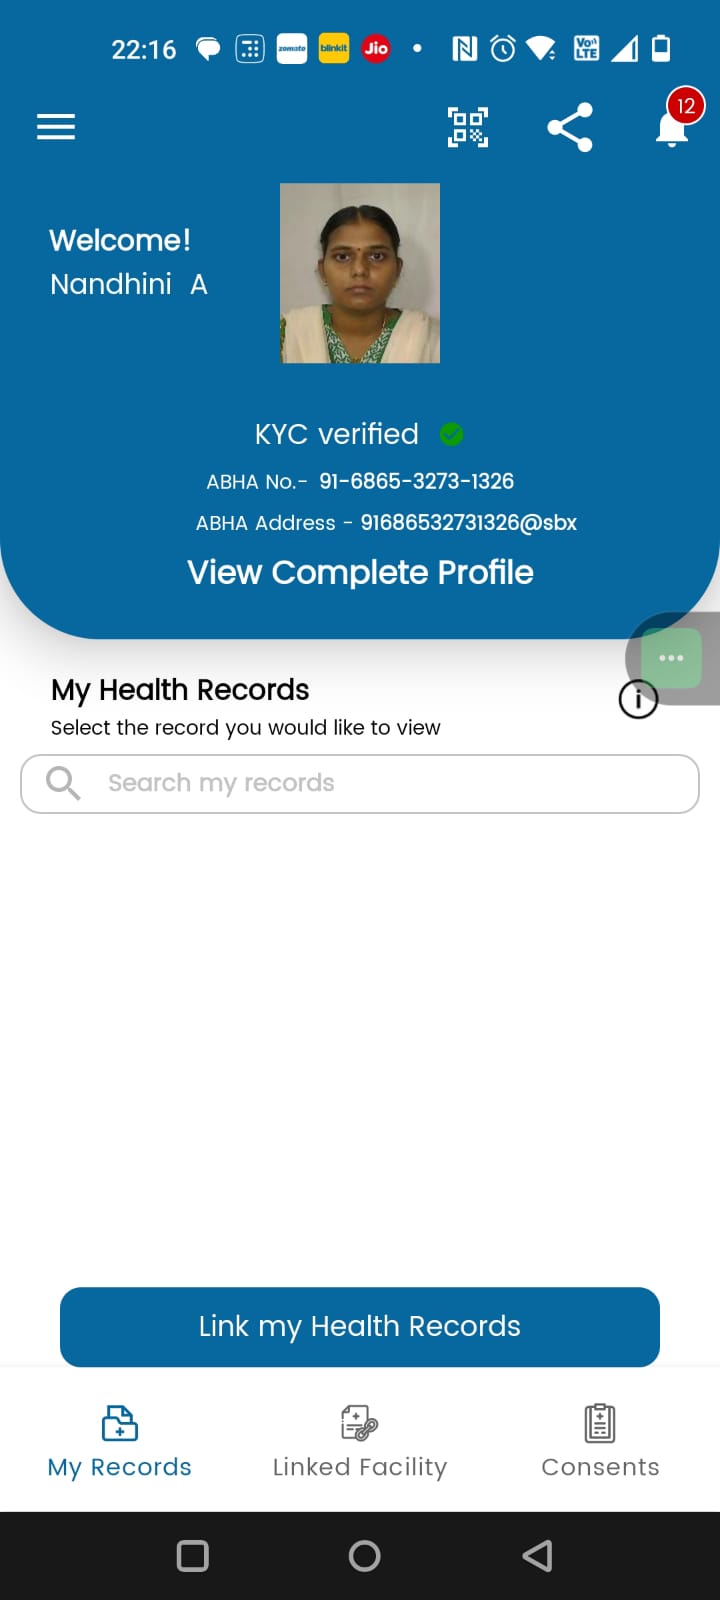 22:16 zomato blinkit Jio Vo LTE
12
Welcome!
Nandhini A
KYC verified
ABHA No.- 91-6865-3273-1326
ABHA Address - 91686532731326@sbx
View Complete Profile
My Health Records
Select the record you would like to view
Search my records
Link my Health Records
My Records Linked Facility Consents